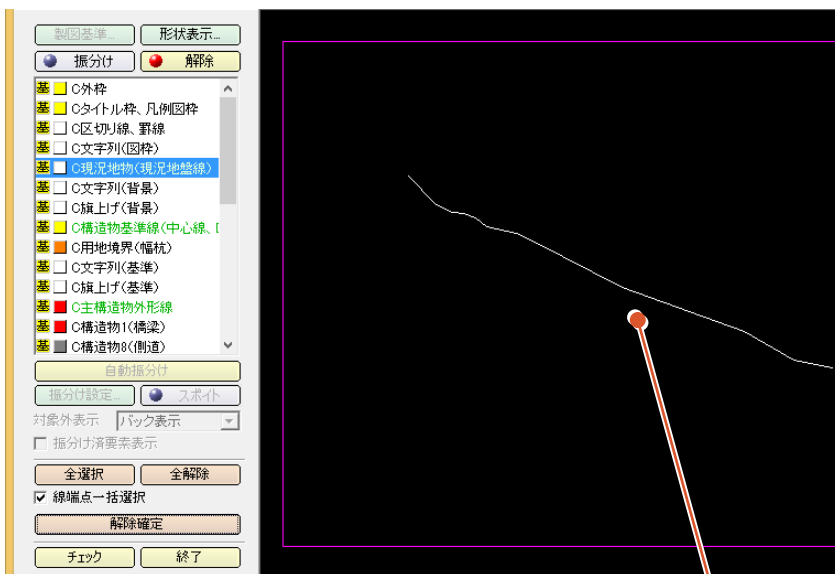 製図基準... 形状表示...
振分け 解除
基 C外枠
基 Cタイトル枠、凡例図枠
基 C区切り線、罫線
基 C文字列(図枠)
基 C現況地物(現況地盤線)
基 C文字列(背景)
基 C旗上げ(背景)
基 C構造物基準線(中心線、
基 C用地境界(幅杭)
基 C文字列(基準)
基 C旗上げ(基準)
基 C主構造物外形線
基 C構造物1(橋梁)
基 C構造物8(側道)
自動振分け
振分け設定... スポイト
対象外表示 バック表示
振分け済要素表示
全選択 全解除
線端点一括選択
解除確定
チェック 終了